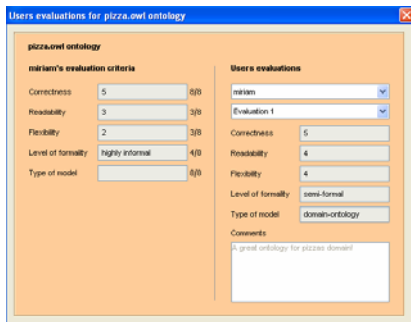 Users evaluations for pizza.owl ontology
pizza.owl ontology
miriam's evaluation criteria
Correctness 5 8/8
Readability 3 3/8
Flexibility 2 3/8
Level of formality highly informal 4/8
Type of model 8/8
Users evaluations
miriam
Evaluation 1
Correctness 5
Readability 4
Flexibility 4
Level of formality semi-formal
Type of model domain-ontology
Comments
A great ontology for pizzas domain!